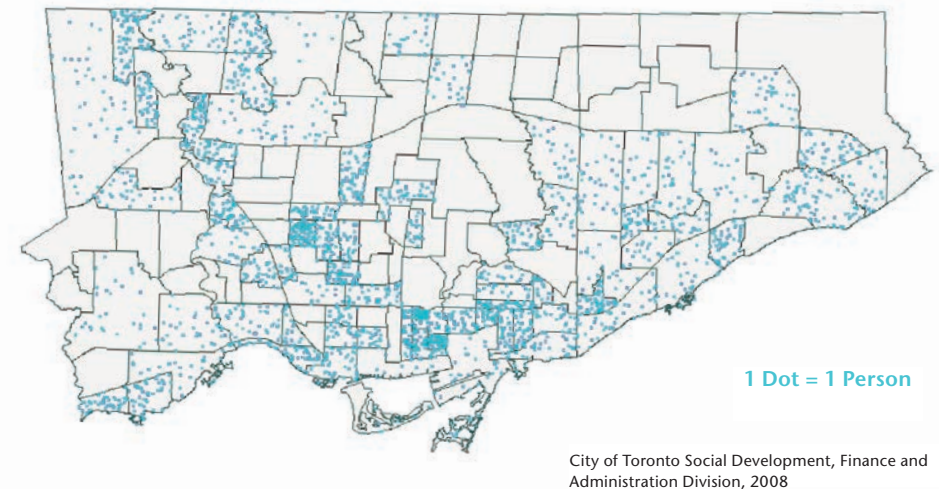 1 Dot = 1 Person
City of Toronto Social Development, Finance and
Administration Division, 2008